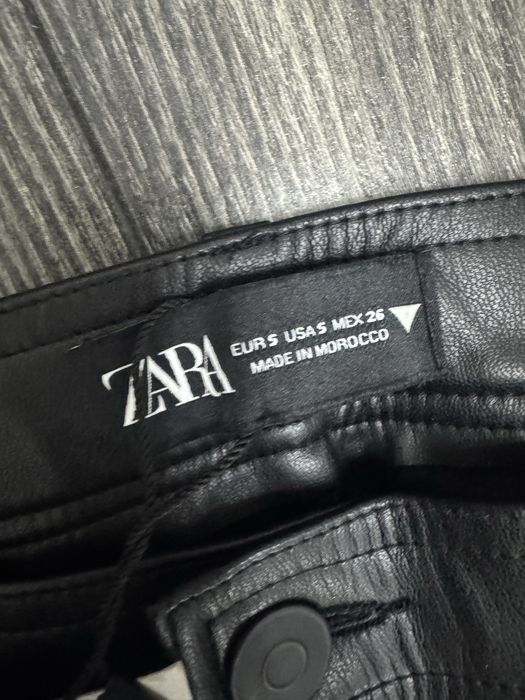 ZARA
EUR S USA S MEX 26
MADE IN MOROCCO